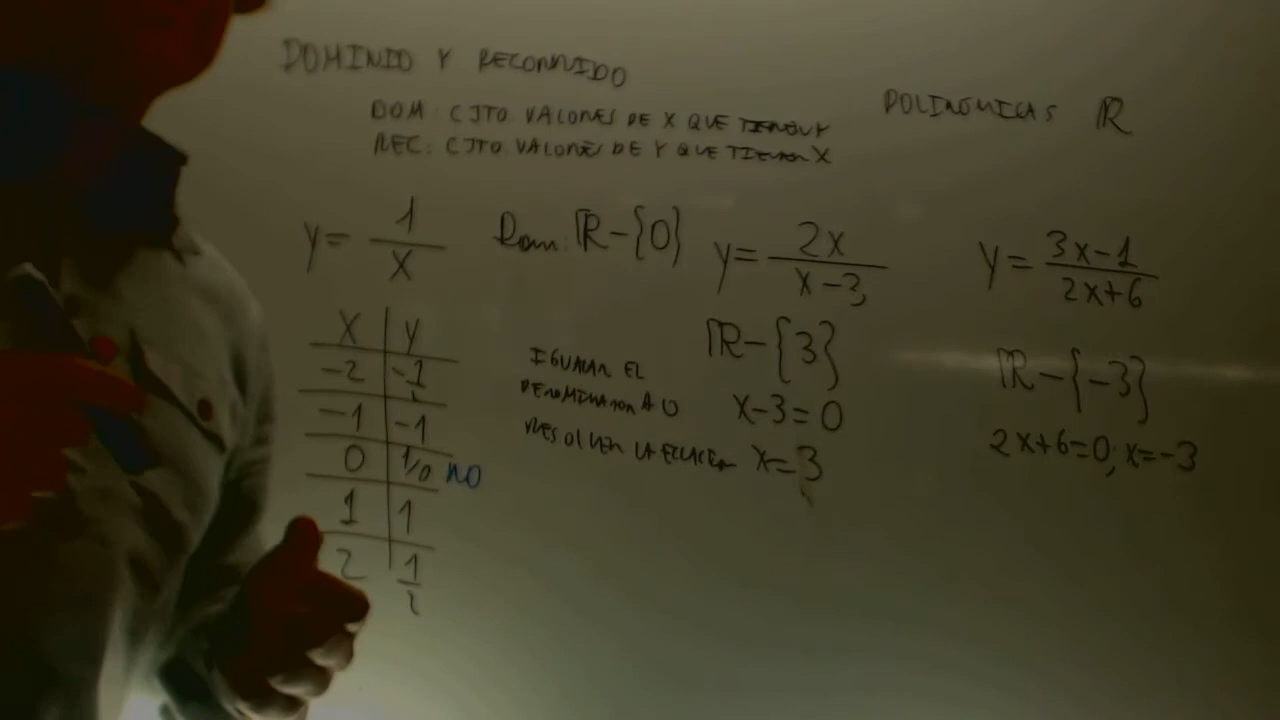 DOMINIO Y RECORRIDO
DOM: CJTO VALORES DE X QUE TIENEN Y
REC: CJTO VALORES DE Y QUE TIENEN X
POLINOMICAS ℝ
y = 1/x
Dom: ℝ-{0}
x | y
-2 | -1/2
-1 | -1
0 | 1/0 NO
1 | 1
2 | 1/2
IGUALAR EL
DENOMINADOR A 0
RESOLVER LA ECUACION
y = 2x/(x-3)
ℝ-{3}
x-3=0
x=3
y = 3x-1/(2x+6)
ℝ-{-3}
2x+6=0; x=-3